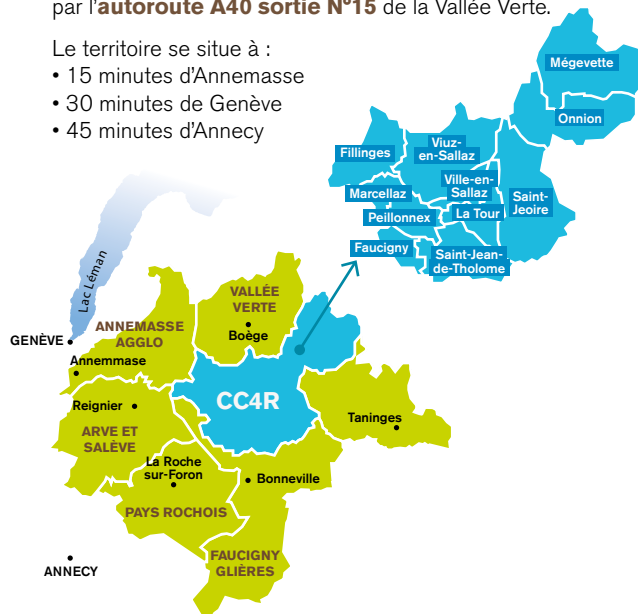 par l'autoroute A40 sortie N°15 de la Vallée Verte.
Le territoire se situe à :
• 15 minutes d'Annemasse
• 30 minutes de Genève
• 45 minutes d'Annecy
Mégevette
Onnion
Fillinges
Viuz-
en-Sallaz
Ville-en-
Sallaz
Saint-
Jeoire
Marcellaz
Peillonnex
La Tour
Faucigny
Saint-Jean-
de-Tholome
Lac Léman
VALLÉE
VERTE
Boège
ANNEMASSE
AGGLO
GENÈVE
Annemmase
CC4R
Reignier
Taninges
ARVE ET
SALÈVE
La Roche
sur-Foron
Bonneville
PAYS ROCHOIS
FAUCIGNY
GLIÈRES
ANNECY